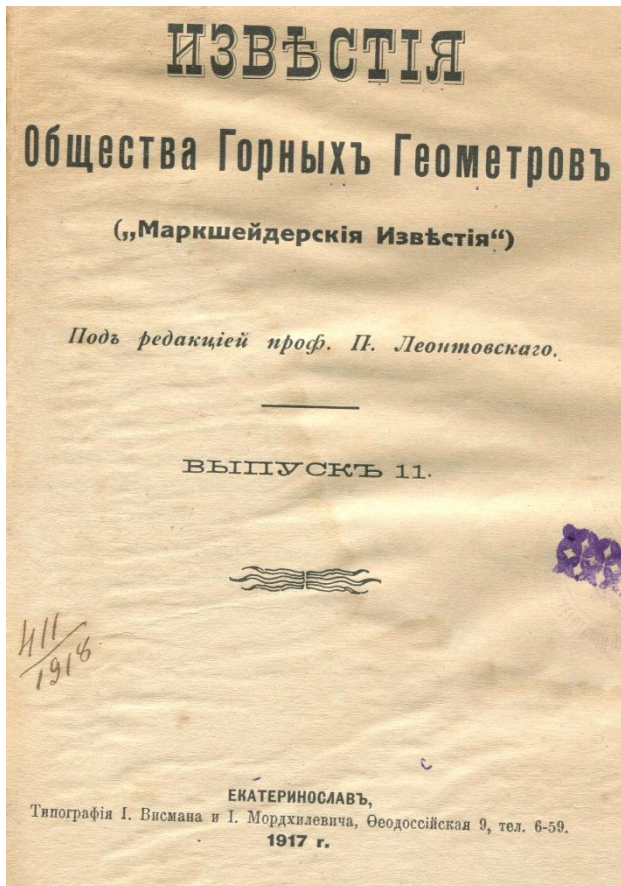 ИЗВѢСТІЯ
Общества Горныхъ Геометровъ
(„Маркшейдерскія Извѣстія“)
Подъ редакціей проф. П. Леонтовскаго.
ВЫПУСКЪ 11.
411
1918
ЕКАТЕРИНОСЛАВЪ,
Типографія І. Висмана и І. Мордхилевича, Ѳеодоссійская 9, тел. 6-59.
1917 г.